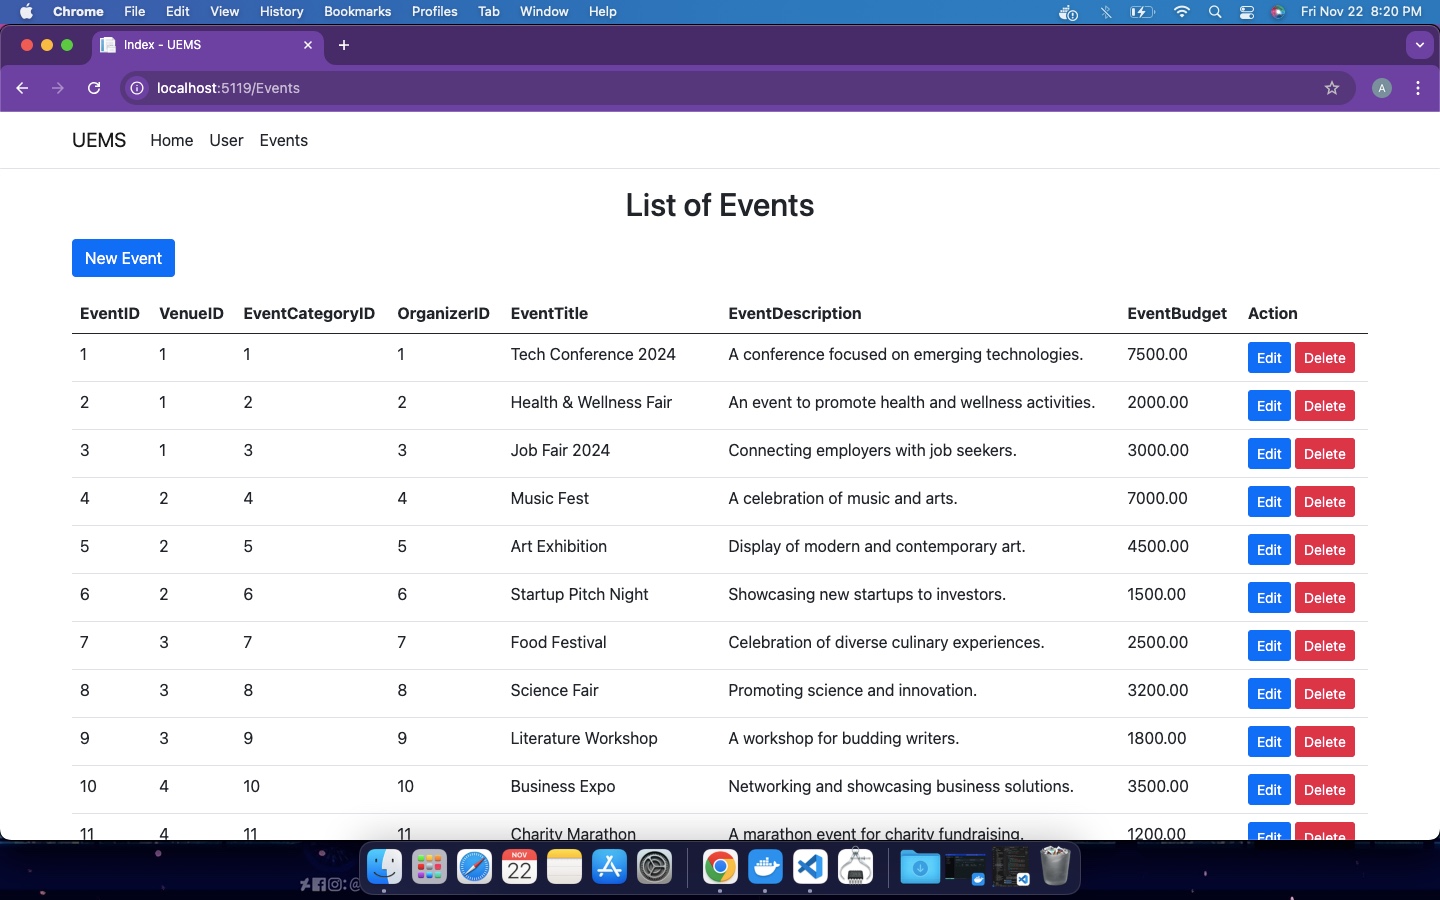 Chrome File Edit View History Bookmarks Profiles Tab Window Help Fri Nov 22 8:20 PM
Index - UEMS
localhost:5119/Events A
UEMS Home User Events
List of Events
New Event
EventID VenueID EventCategoryID OrganizerID EventTitle EventDescription EventBudget Action
1 1 1 1 Tech Conference 2024 A conference focused on emerging technologies. 7500.00 Edit Delete
2 1 2 2 Health & Wellness Fair An event to promote health and wellness activities. 2000.00 Edit Delete
3 1 3 3 Job Fair 2024 Connecting employers with job seekers. 3000.00 Edit Delete
4 2 4 4 Music Fest A celebration of music and arts. 7000.00 Edit Delete
5 2 5 5 Art Exhibition Display of modern and contemporary art. 4500.00 Edit Delete
6 2 6 6 Startup Pitch Night Showcasing new startups to investors. 1500.00 Edit Delete
7 3 7 7 Food Festival Celebration of diverse culinary experiences. 2500.00 Edit Delete
8 3 8 8 Science Fair Promoting science and innovation. 3200.00 Edit Delete
9 3 9 9 Literature Workshop A workshop for budding writers. 1800.00 Edit Delete
10 4 10 10 Business Expo Networking and showcasing business solutions. 3500.00 Edit Delete
11 4 11 11 Charity Marathon A marathon event for charity fundraising. 1200.00 Edit Delete
NOV
22